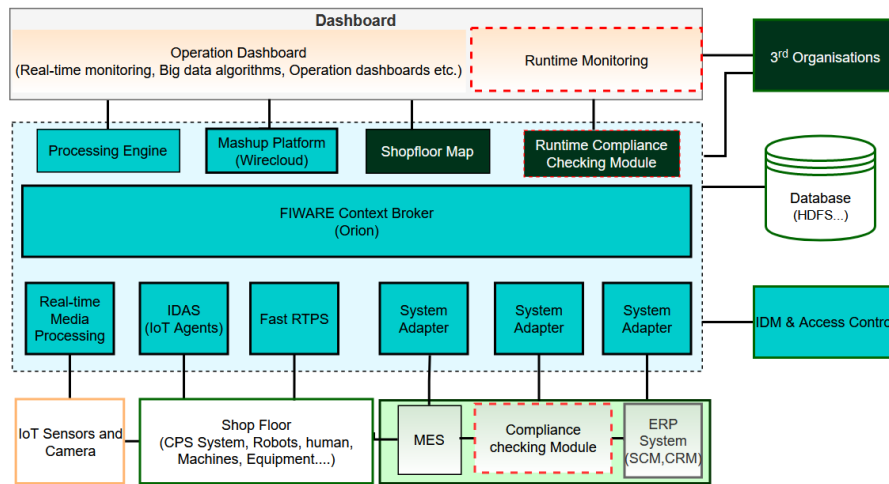 Dashboard
Operation Dashboard
(Real-time monitoring, Big data algorithms, Operation dashboards etc.)
Runtime Monitoring
3rd Organisations
Processing Engine
Mashup Platform
(Wirecloud)
Shopfloor Map
Runtime Compliance
Checking Module
Database
(HDFS...)
FIWARE Context Broker
(Orion)
Real-time
Media
Processing
IDAS
(IoT Agents)
Fast RTPS
System
Adapter
System
Adapter
System
Adapter
IDM & Access Control
IoT Sensors and
Camera
Shop Floor
(CPS System, Robots, human,
Machines, Equipment....)
MES
Compliance
checking Module
ERP
System
(SCM,CRM)